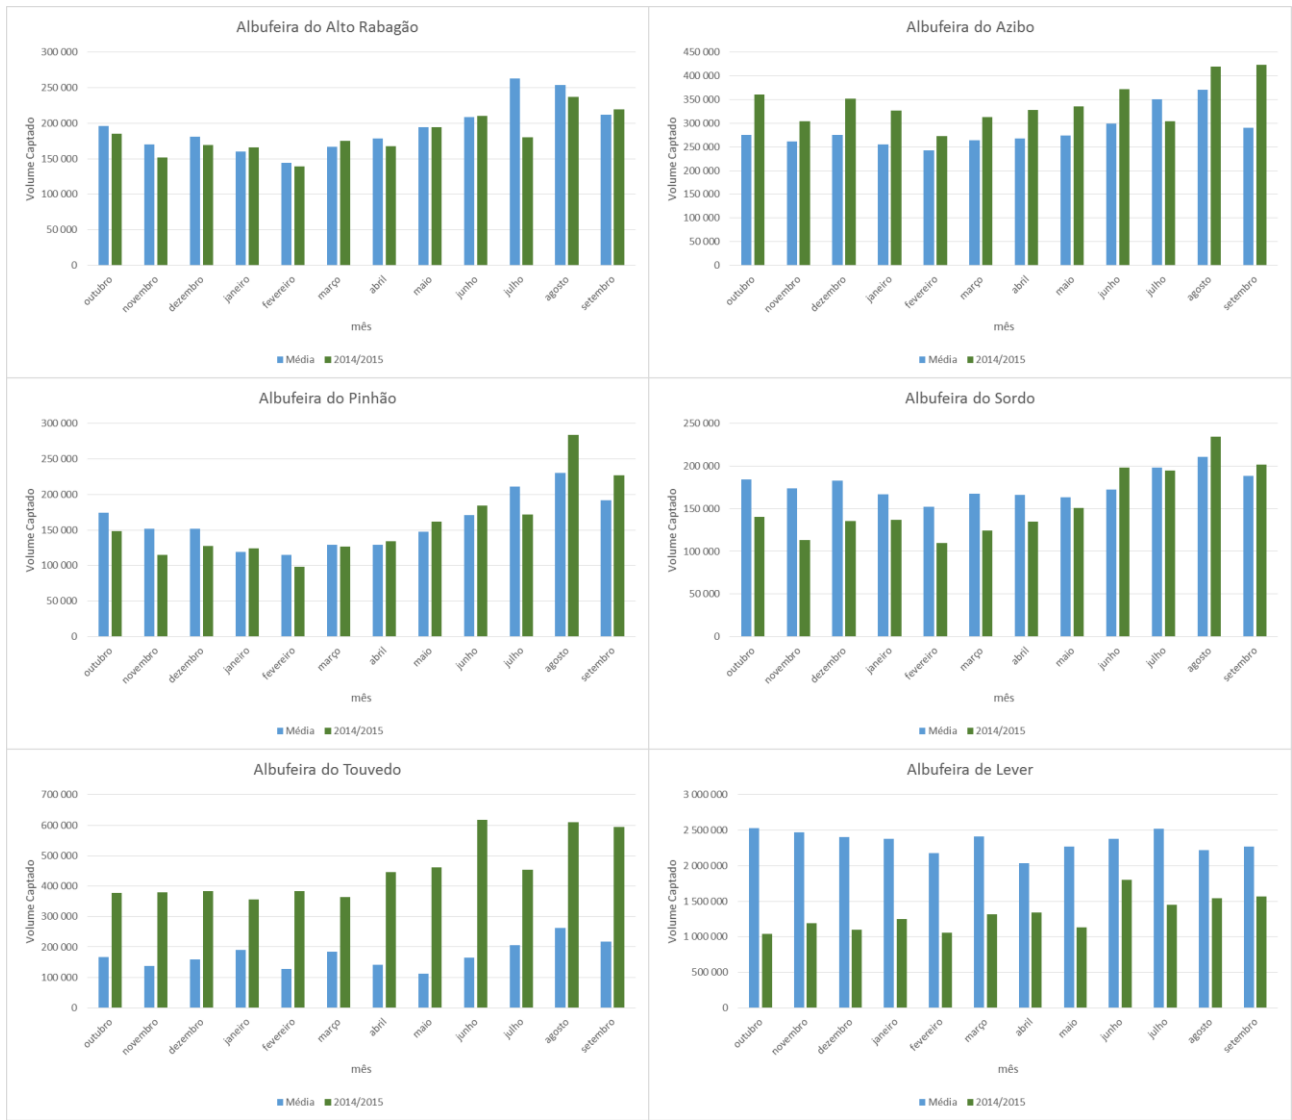 Albufeira do Alto Rabagão
300 000
250 000
200 000
150 000
100 000
50 000
0
Volume Captado
outubro
novembro
dezembro
janeiro
fevereiro
março
abril
maio
junho
julho
agosto
setembro
mês
Média 2014/2015
Albufeira do Azibo
450 000
400 000
350 000
300 000
250 000
200 000
150 000
100 000
50 000
0
Volume Captado
outubro
novembro
dezembro
janeiro
fevereiro
março
abril
maio
junho
julho
agosto
setembro
mês
Média 2014/2015
Albufeira do Pinhão
300 000
250 000
200 000
150 000
100 000
50 000
0
Volume Captado
outubro
novembro
dezembro
janeiro
fevereiro
março
abril
maio
junho
julho
agosto
setembro
mês
Média 2014/2015
Albufeira do Sordo
250 000
200 000
150 000
100 000
50 000
0
Volume Captado
outubro
novembro
dezembro
janeiro
fevereiro
março
abril
maio
junho
julho
agosto
setembro
mês
Média 2014/2015
Albufeira do Touvedo
700 000
600 000
500 000
400 000
300 000
200 000
100 000
0
Volume Captado
outubro
novembro
dezembro
janeiro
fevereiro
março
abril
maio
junho
julho
agosto
setembro
mês
Média 2014/2015
Albufeira de Lever
3 000 000
2 500 000
2 000 000
1 500 000
1 000 000
500 000
0
Volume Captado
outubro
novembro
dezembro
janeiro
fevereiro
março
abril
maio
junho
julho
agosto
setembro
mês
Média 2014/2015